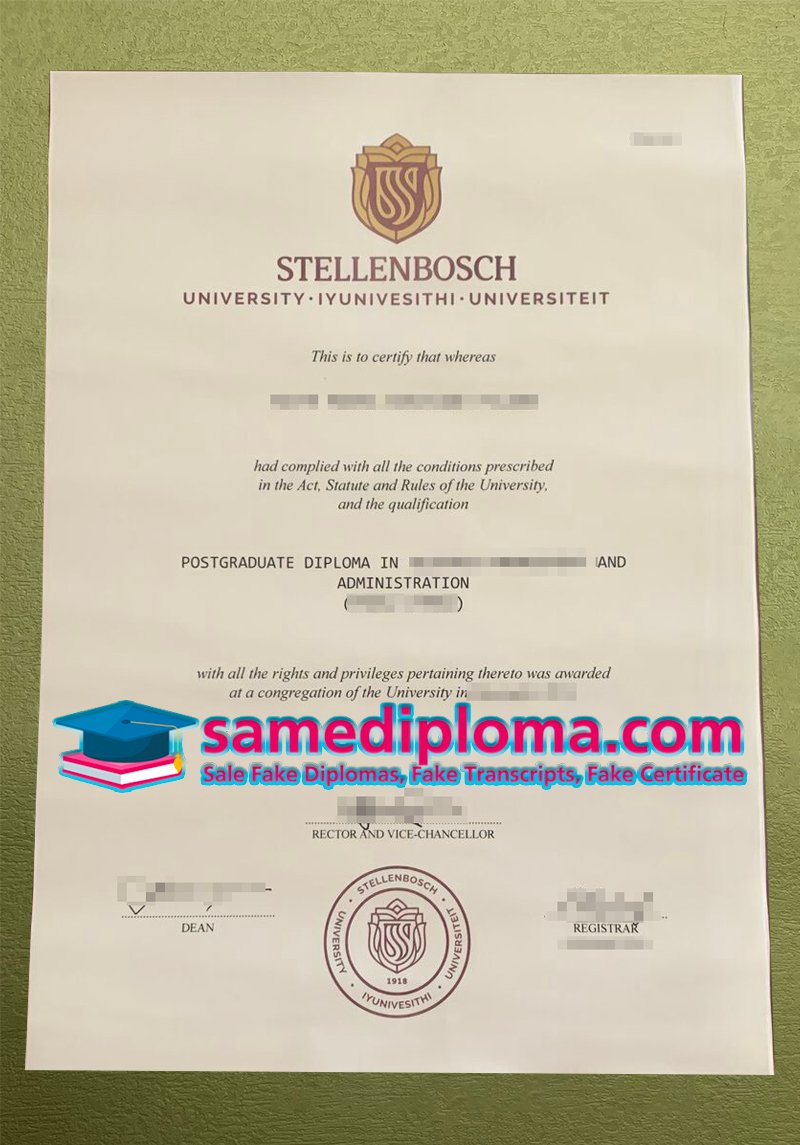 STELLENBOSCH
UNIVERSITY · IYUNIVESITHI · UNIVERSITEIT
This is to certify that whereas
had complied with all the conditions prescribed
in the Act, Statute and Rules of the University,
and the qualification
POSTGRADUATE DIPLOMA IN AND
ADMINISTRATION
( )
with all the rights and privileges pertaining thereto was awarded
at a congregation of the University in
samediploma.com
Sale Fake Diplomas, Fake Transcripts, Fake Certificate
RECTOR AND VICE-CHANCELLOR
DEAN
REGISTRAR
STELLENBOSCH · UNIVERSITEIT · IYUNIVESITHI · UNIVERSITY
1918